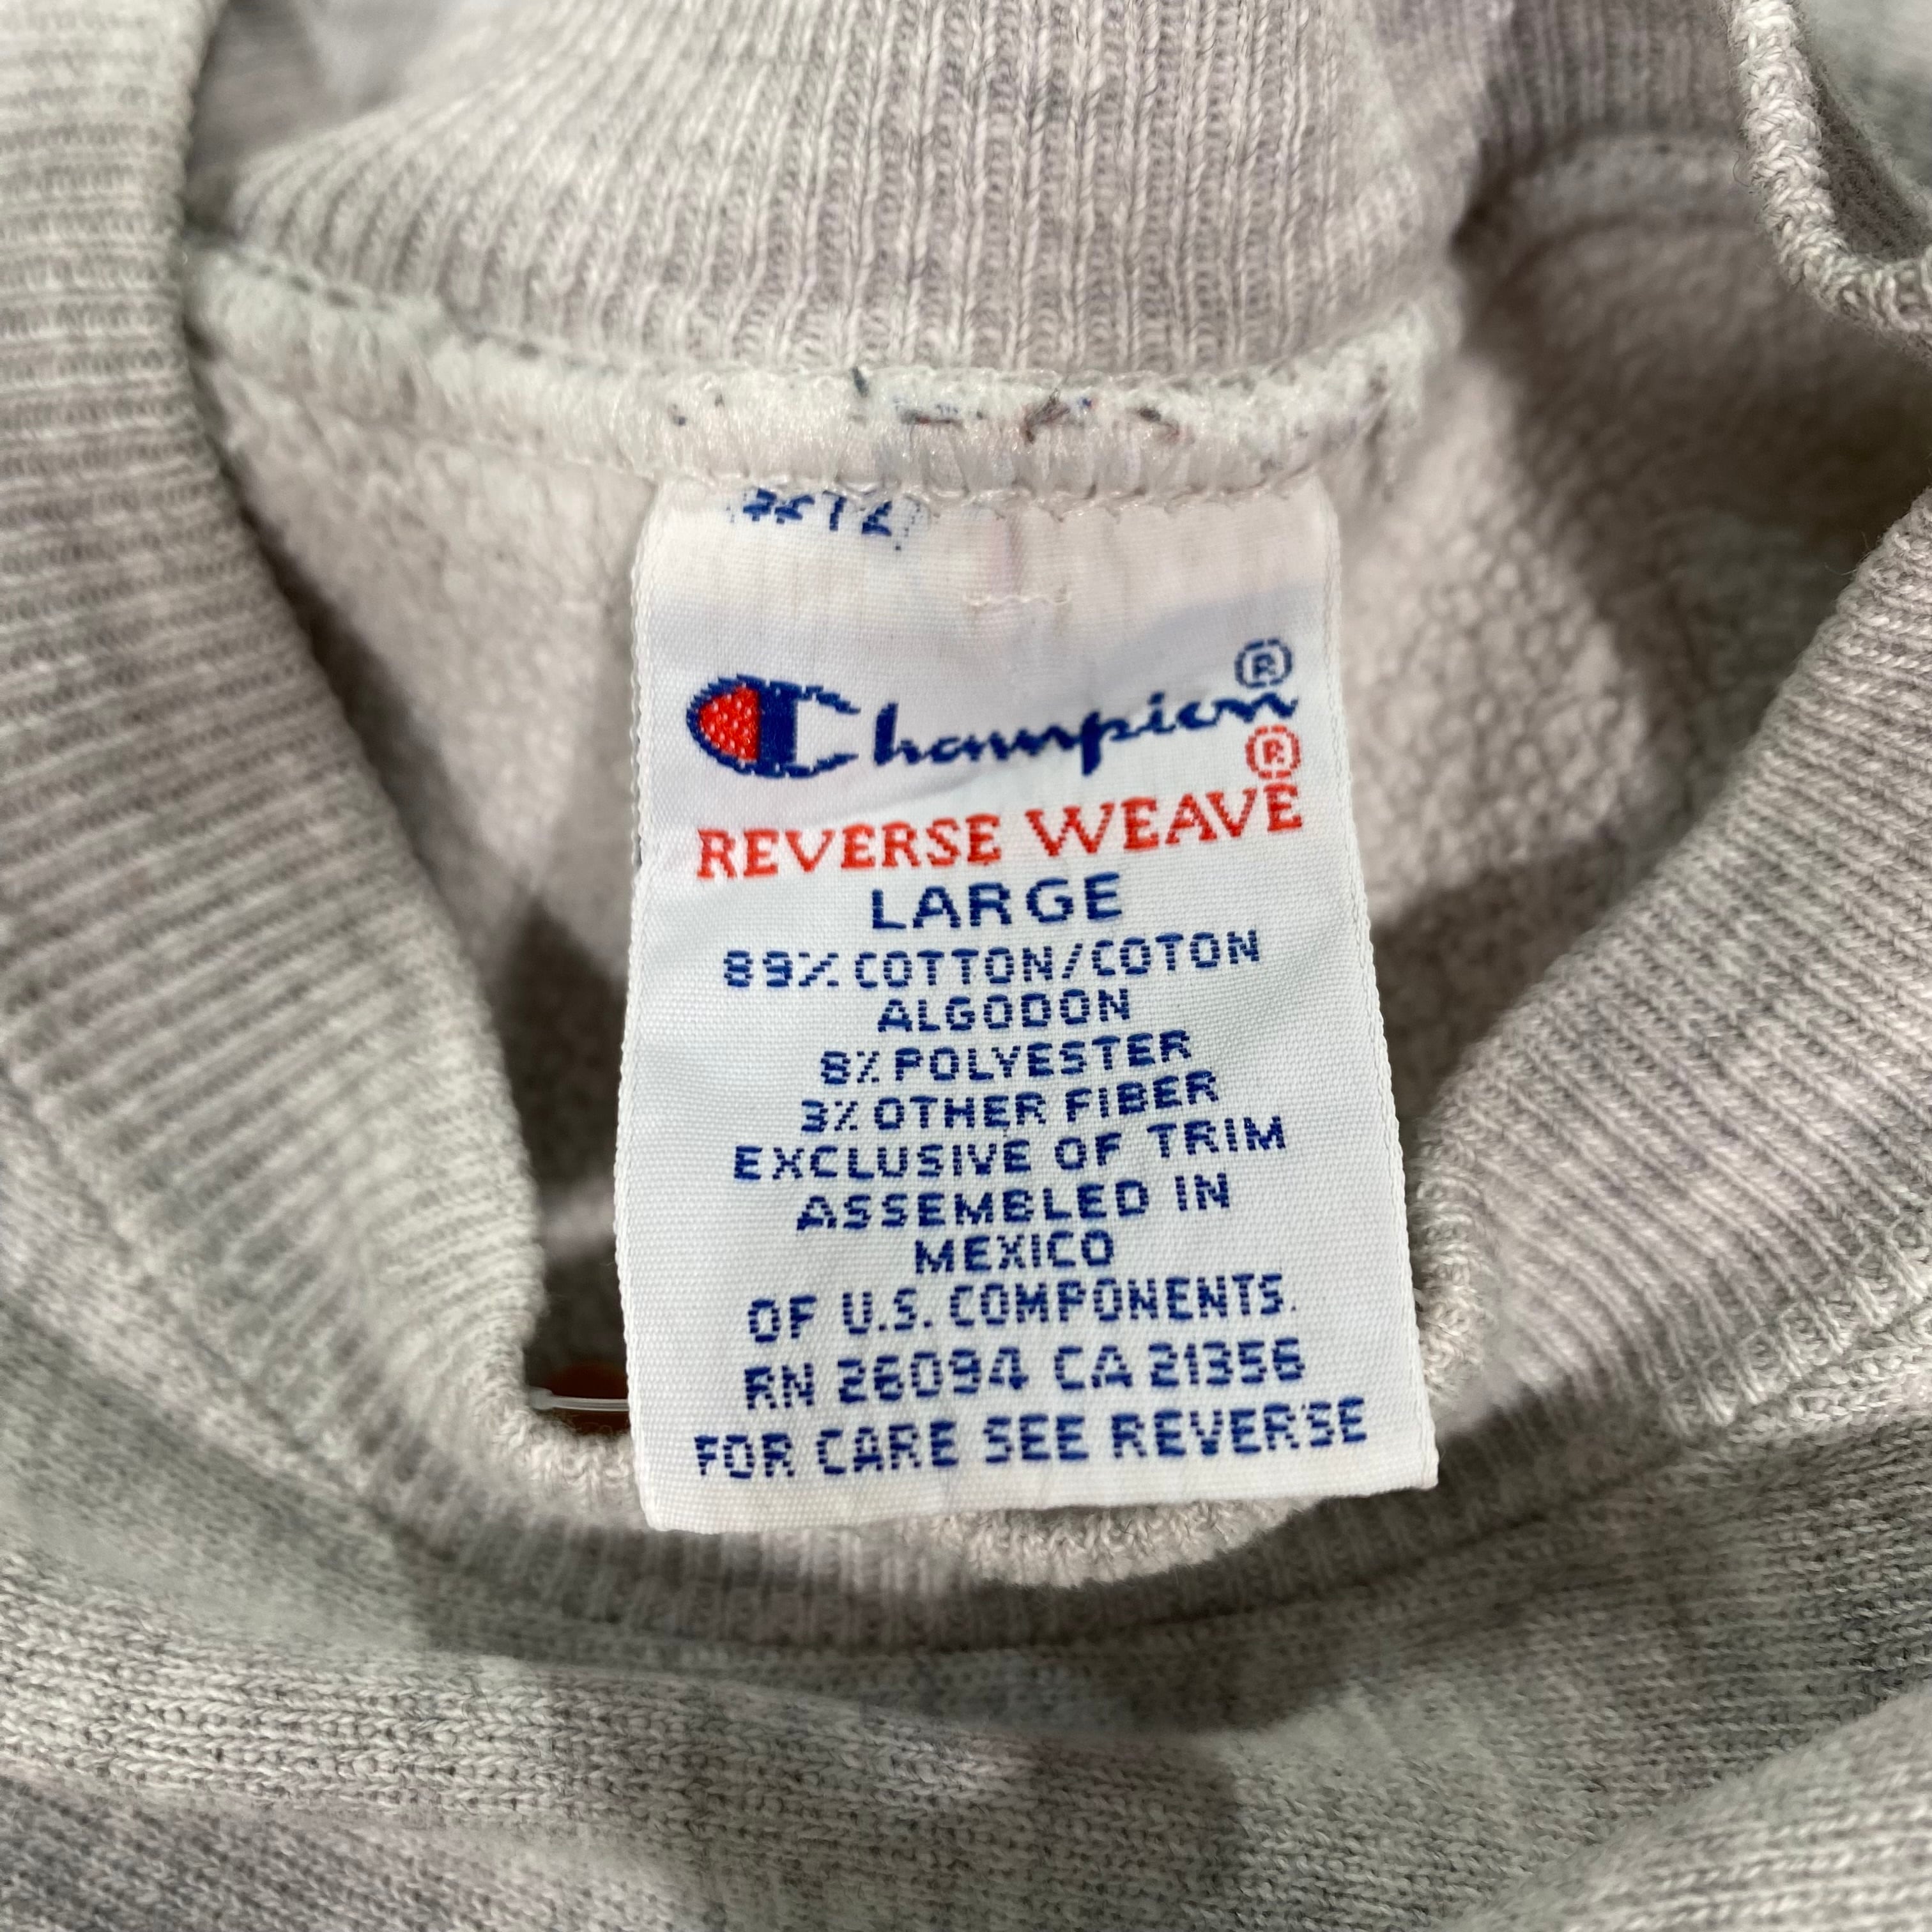 Champion®
REVERSE WEAVE®
LARGE
89% COTTON/COTON
ALGODON
8% POLYESTER
3% OTHER FIBER
EXCLUSIVE OF TRIM
ASSEMBLED IN
MEXICO
OF U.S. COMPONENTS.
RN 26094 CA 21356
FOR CARE SEE REVERSE